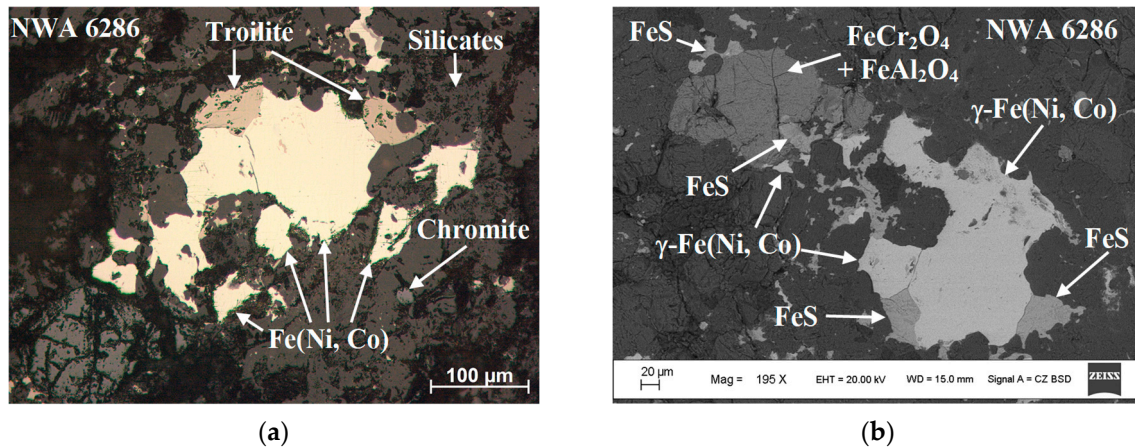 NWA 6286
Troilite
Silicates
Chromite
Fe(Ni, Co)
100 µm
(a)
FeS
FeCr₂O₄
+ FeAl₂O₄
NWA 6286
γ-Fe(Ni, Co)
FeS
γ-Fe(Ni, Co)
FeS
FeS
20 µm
Mag = 195 X
EHT = 20.00 kV
WD = 15.0 mm
Signal A = CZ BSD
ZEISS
(b)